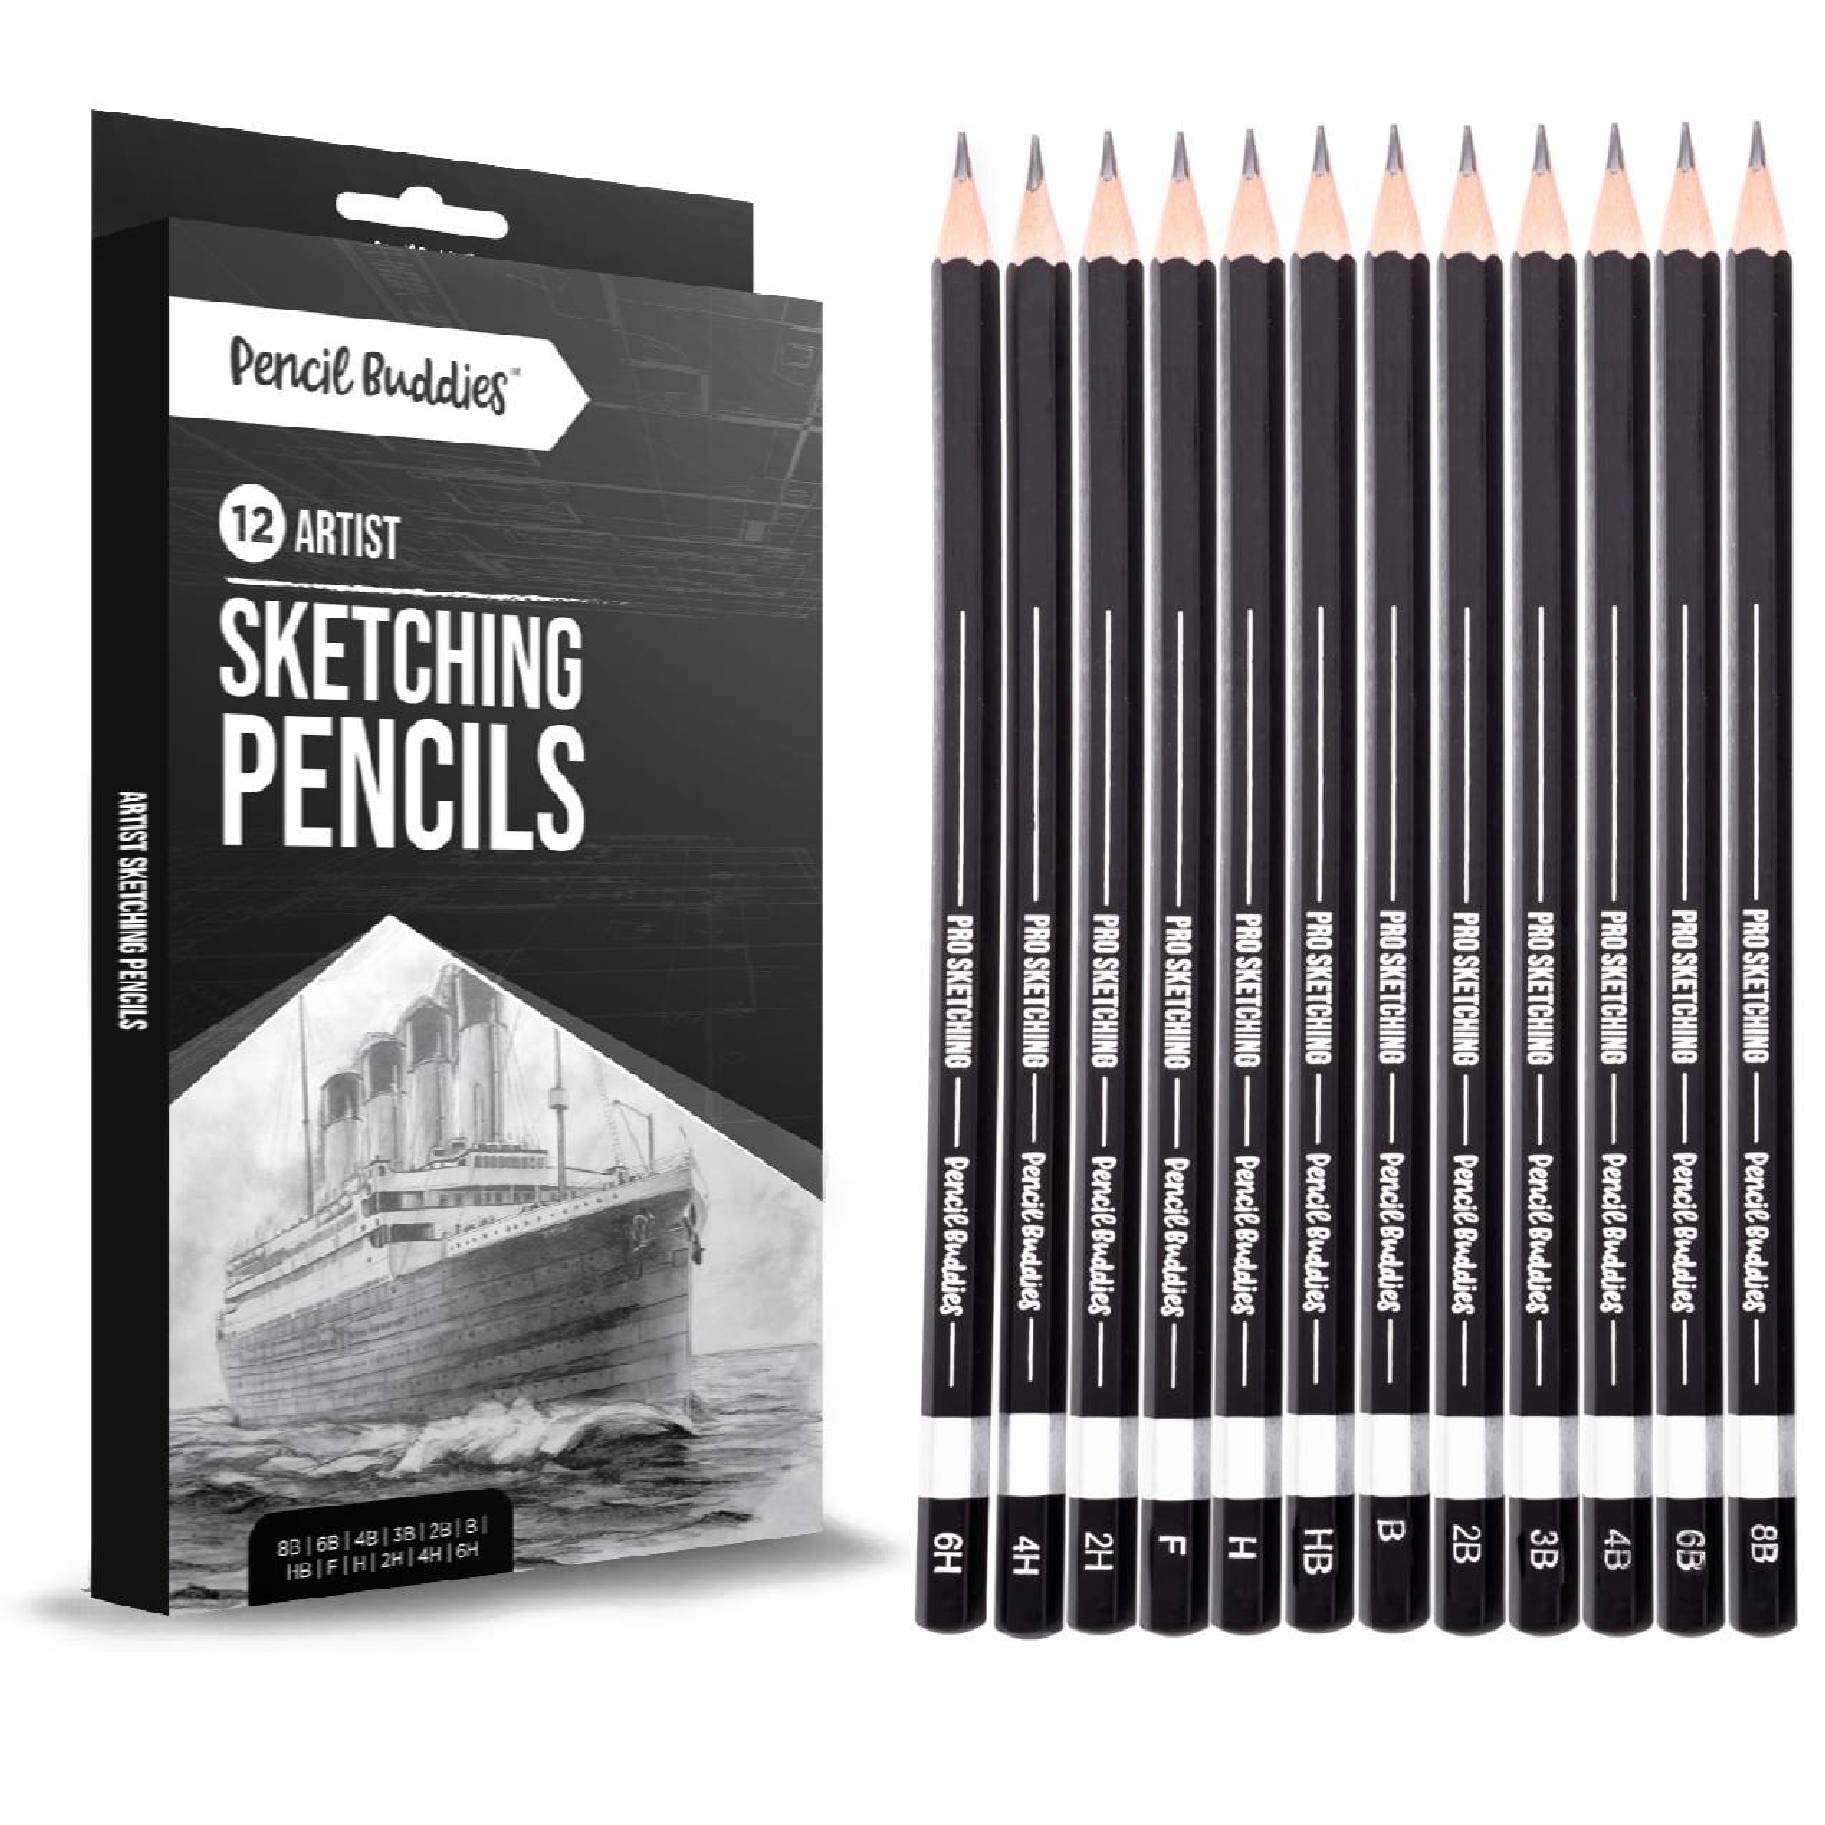 Pencil Buddies™
12 ARTIST
SKETCHING
PENCILS
ARTIST SKETCHING PENCILS
8B | 6B | 4B | 3B | 2B | B |
HB | F | H | 2H | 4H | 6H
PRO SKETCHING Pencil Buddies 6H
PRO SKETCHING Pencil Buddies 4H
PRO SKETCHING Pencil Buddies 2H
PRO SKETCHING Pencil Buddies F
PRO SKETCHING Pencil Buddies H
PRO SKETCHING Pencil Buddies HB
PRO SKETCHING Pencil Buddies B
PRO SKETCHING Pencil Buddies 2B
PRO SKETCHING Pencil Buddies 3B
PRO SKETCHING Pencil Buddies 4B
PRO SKETCHING Pencil Buddies 6B
PRO SKETCHING Pencil Buddies 8B